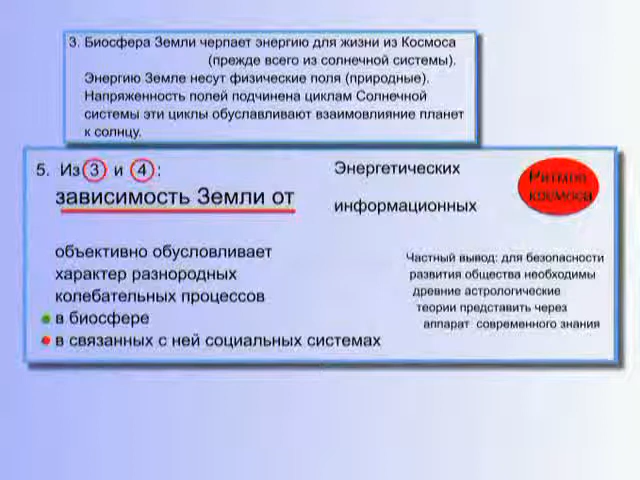 3. Биосфера Земли черпает энергию для жизни из Космоса
(прежде всего из солнечной системы).
Энергию Земле несут физические поля (природные).
Напряженность полей подчинена циклам Солнечной
системы эти циклы обуславливают взаимовлияние планет
к солнцу.
5. Из 3 и 4 :
зависимость Земли от
Энергетических
информационных
Ритмов
космоса
объективно обусловливает
характер разнородных
колебательных процессов
в биосфере
в связанных с ней социальных системах
Частный вывод: для безопасности
развития общества необходимы
древние астрологические
теории представить через
аппарат современного знания